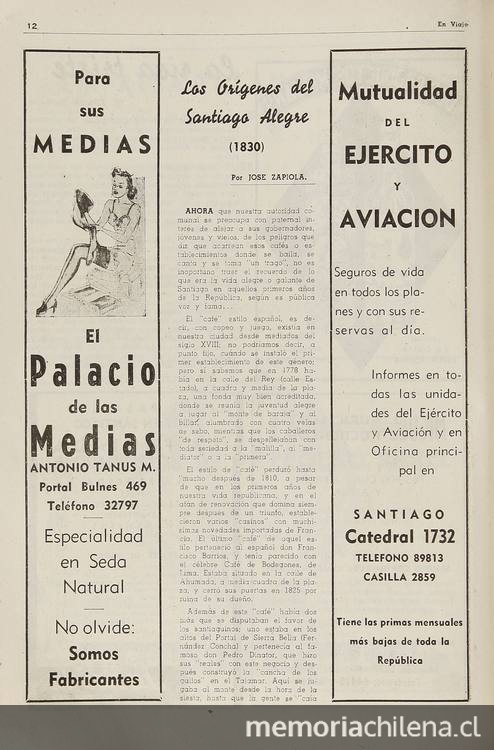 12
En Viaje
Para
sus
MEDIAS
El
Palacio
de las
Medias
ANTONIO TANUS M.
Portal Bulnes 469
Teléfono 32797
Especialidad
en Seda
Natural
No olvide:
Somos
Fabricantes
Los Orígenes del
Santiago Alegre
(1830)
Por JOSE ZAPIOLA.
AHORA que nuestra autoridad co-
munal se preocupa con paternal in-
teres de alejar a sus gobernadores,
jóvenes y viejos, de los peligros que
diz que acarrean esos cafés o es-
tablecimientos donde se baila, se
canta y se toma "un trago", no es
inoportuno traer el recuerdo de lo
que era la vida alegre o galante de
Santiago en aquellos primeros años
de la República, según es pública
voz y fama...
El "café" estilo español, es de-
cir, con copeo y juego, existía en
nuestra ciudad desde mediados del
siglo XVIII; no podríamos decir, a
punto fijo, cuándo se instaló el pri-
mer establecimiento de este género;
pero sí sabemos que en 1778 ha-
bía en la calle del Rey (calle Es-
tado), a cuadra y media de la pla-
za, una fonda muy bien acreditada,
donde se reunía la juventud alegre
a jugar al "monte de baraja" y al
billar, alumbrado con cuatro velas
de sebo, mientras que los caballeros
"de respeto", se despellejaban con
toda seriedad a la "malilla", al "me-
diator" o a la "primera".
El estilo de "café" perduró hasta
mucho después de 1810, a pesar
de que en los primeros años de
nuestra vida republicana, y en el
afán de renovación que domina siem-
pre después de un triunfo, estable-
cieron varios "casinos" con muchí-
simas novedades importadas de Fran-
cia. El último "café" de aquel es-
tilo perteneció al español don Fran-
cisco Barrios, y tenía parecido con
el célebre Café de Bodegones, de
Lima. Estaba situado en la calle de
Ahumada, a media cuadra de la pla-
za, y cerró sus puertas en 1825 por
ruina de su dueño.
Además de este "café" había dos
más que se disputaban el favor de
los santiaguinos; uno estaba en los
altos del Portal de Sierra Bella (Fer-
nández Concha) y pertenecía al fa-
moso don Pedro Dinator, que hizo
sus "reales" con este negocio y des-
pués construyó la "cancha de los
gallos" en el Talamar. Aquí se ju-
gaba al monte desde la hora de la
siesta, hasta que la gente se "caía
Mutualidad
DEL
EJERCITO
Y
AVIACION
Seguros de vida
en todos los pla-
nes y con sus re-
servas al día.
Informes en to-
das las unida-
des del Ejército
y Aviación y en
Oficina princi-
pal en
SANTIAGO
Catedral 1732
TELEFONO 89813
CASILLA 2859
Tiene las primas mensuales
más bajas de toda la
República
memoriachilena.cl